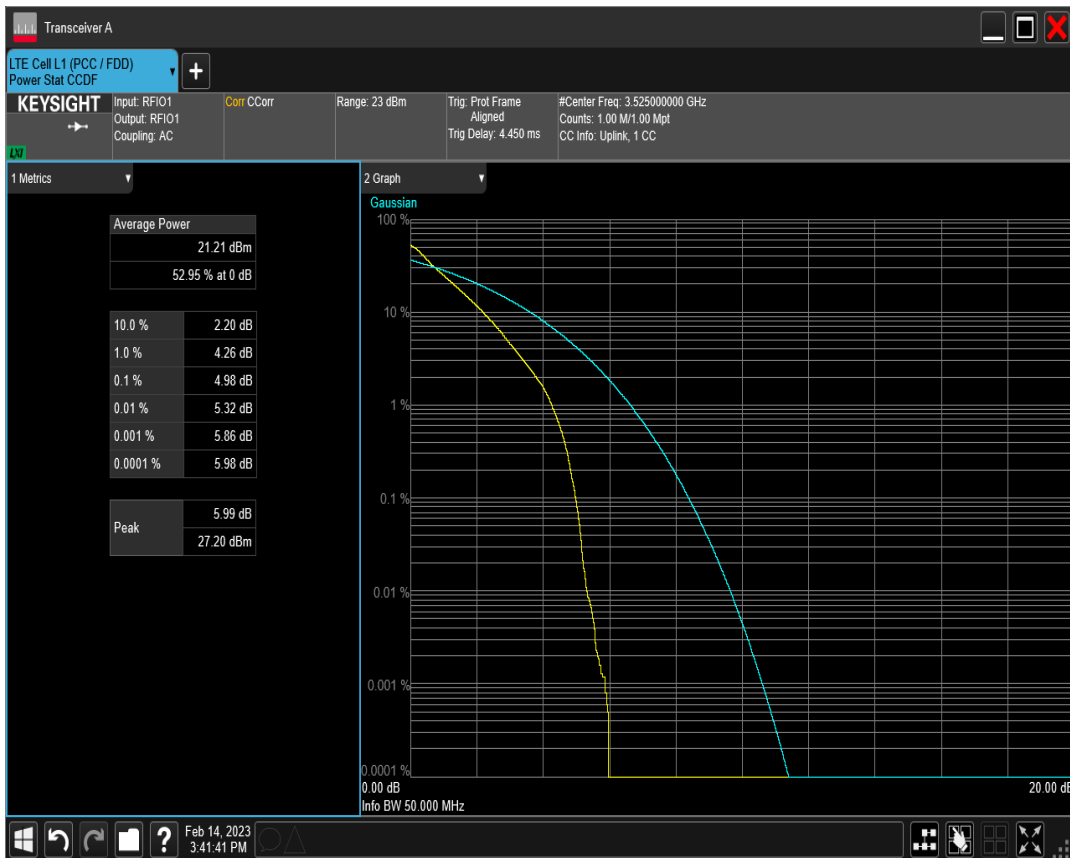 Transceiver A
LTE Cell L1 (PCC / FDD)
Power Stat CCDF
KEYSIGHT
LXI
Input: RFIO1
Output: RFIO1
Coupling: AC
Corr CCorr
Range: 23 dBm
Trig: Prot Frame
Aligned
Trig Delay: 4.450 ms
#Center Freq: 3.525000000 GHz
Counts: 1.00 M/1.00 Mpt
CC Info: Uplink, 1 CC
1 Metrics
Average Power
21.21 dBm
52.95 % at 0 dB
10.0 % 2.20 dB
1.0 % 4.26 dB
0.1 % 4.98 dB
0.01 % 5.32 dB
0.001 % 5.86 dB
0.0001 % 5.98 dB
Peak 5.99 dB
27.20 dBm
2 Graph
Gaussian
100 %
10 %
1 %
0.1 %
0.01 %
0.001 %
0.0001 %
0.00 dB 20.00 dB
Info BW 50.000 MHz
?
Feb 14, 2023
3:41:41 PM